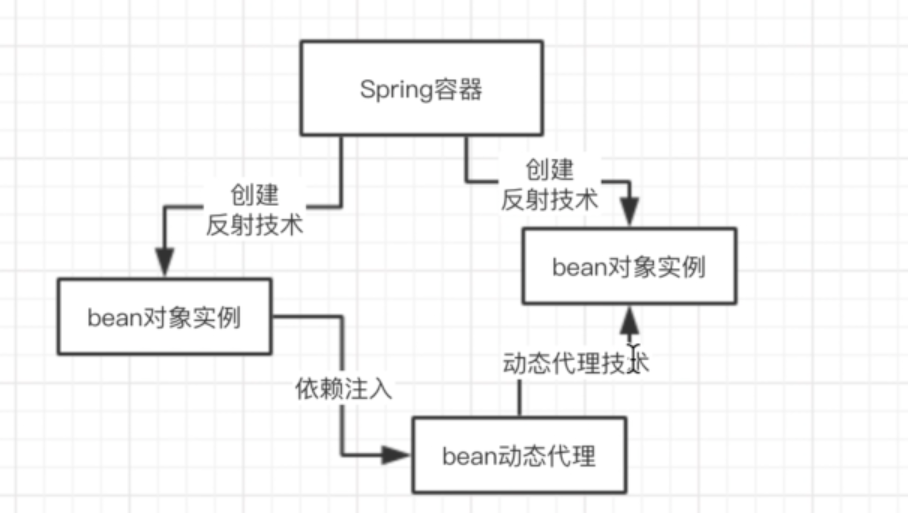 Spring容器
创建
反射技术
创建
反射技术
bean对象实例
bean对象实例
动态代理技术
依赖注入
bean动态代理